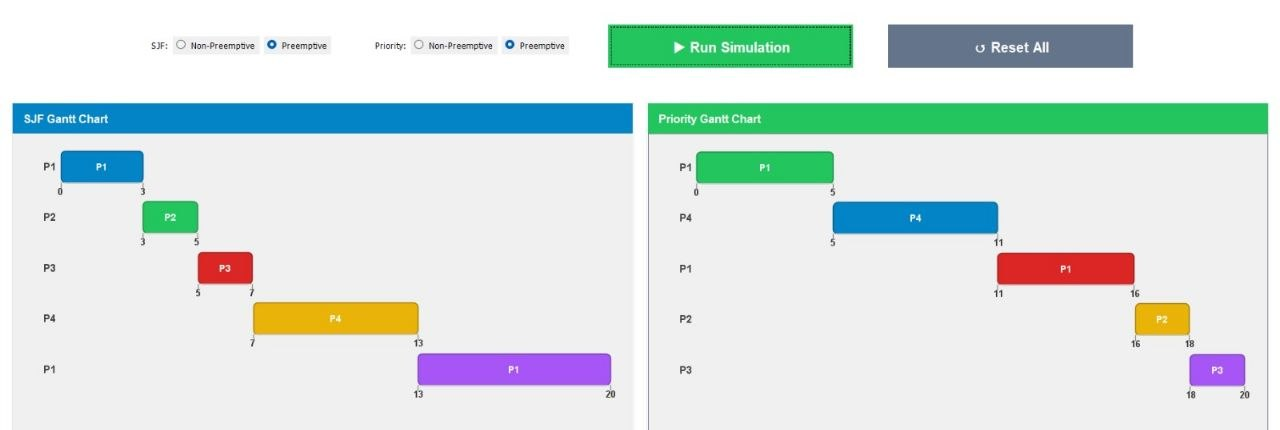 SJF: Non-Preemptive Preemptive Priority: Non-Preemptive Preemptive ▶ Run Simulation ↺ Reset All
SJF Gantt Chart
P1 P1
0 3
P2 P2
3 5
P3 P3
5 7
P4 P4
7 13
P1 P1
13 20
Priority Gantt Chart
P1 P1
0 5
P4 P4
5 11
P1 P1
11 16
P2 P2
16 18
P3 P3
18 20